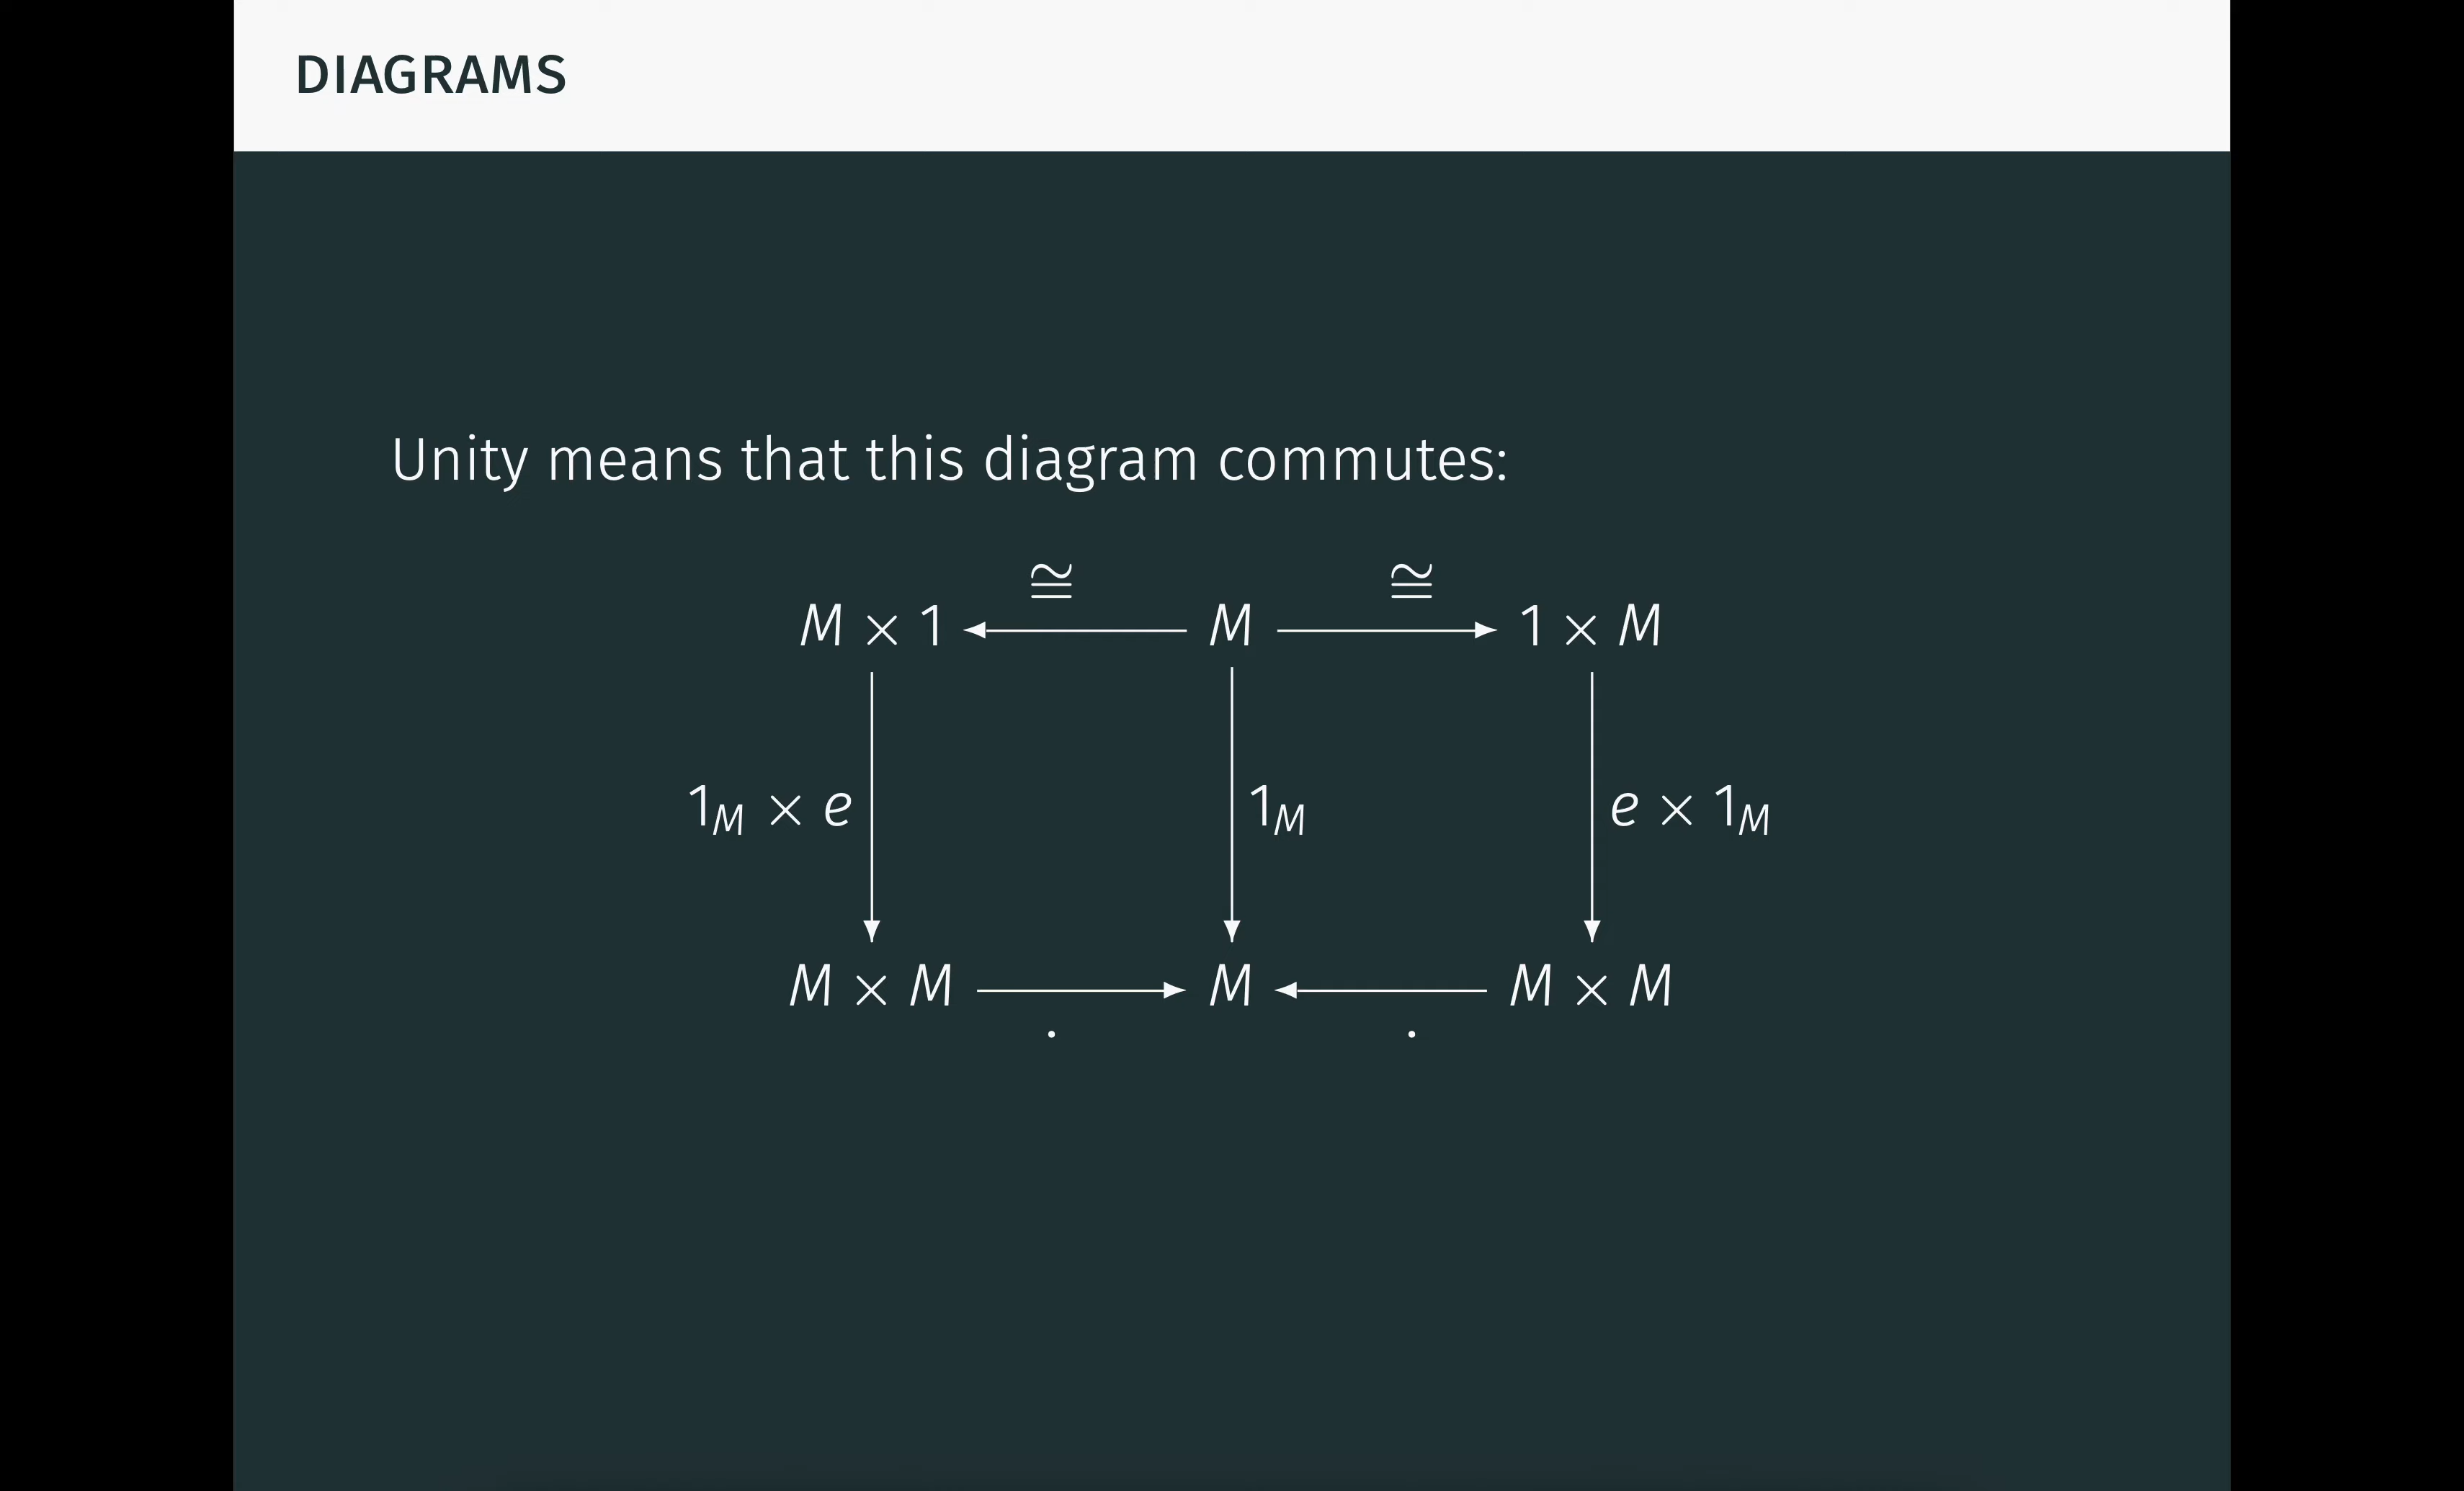 DIAGRAMS
Unity means that this diagram commutes:
≅ ≅
M × 1 M 1 × M
1_M × e 1_M e × 1_M
M × M M M × M
. .